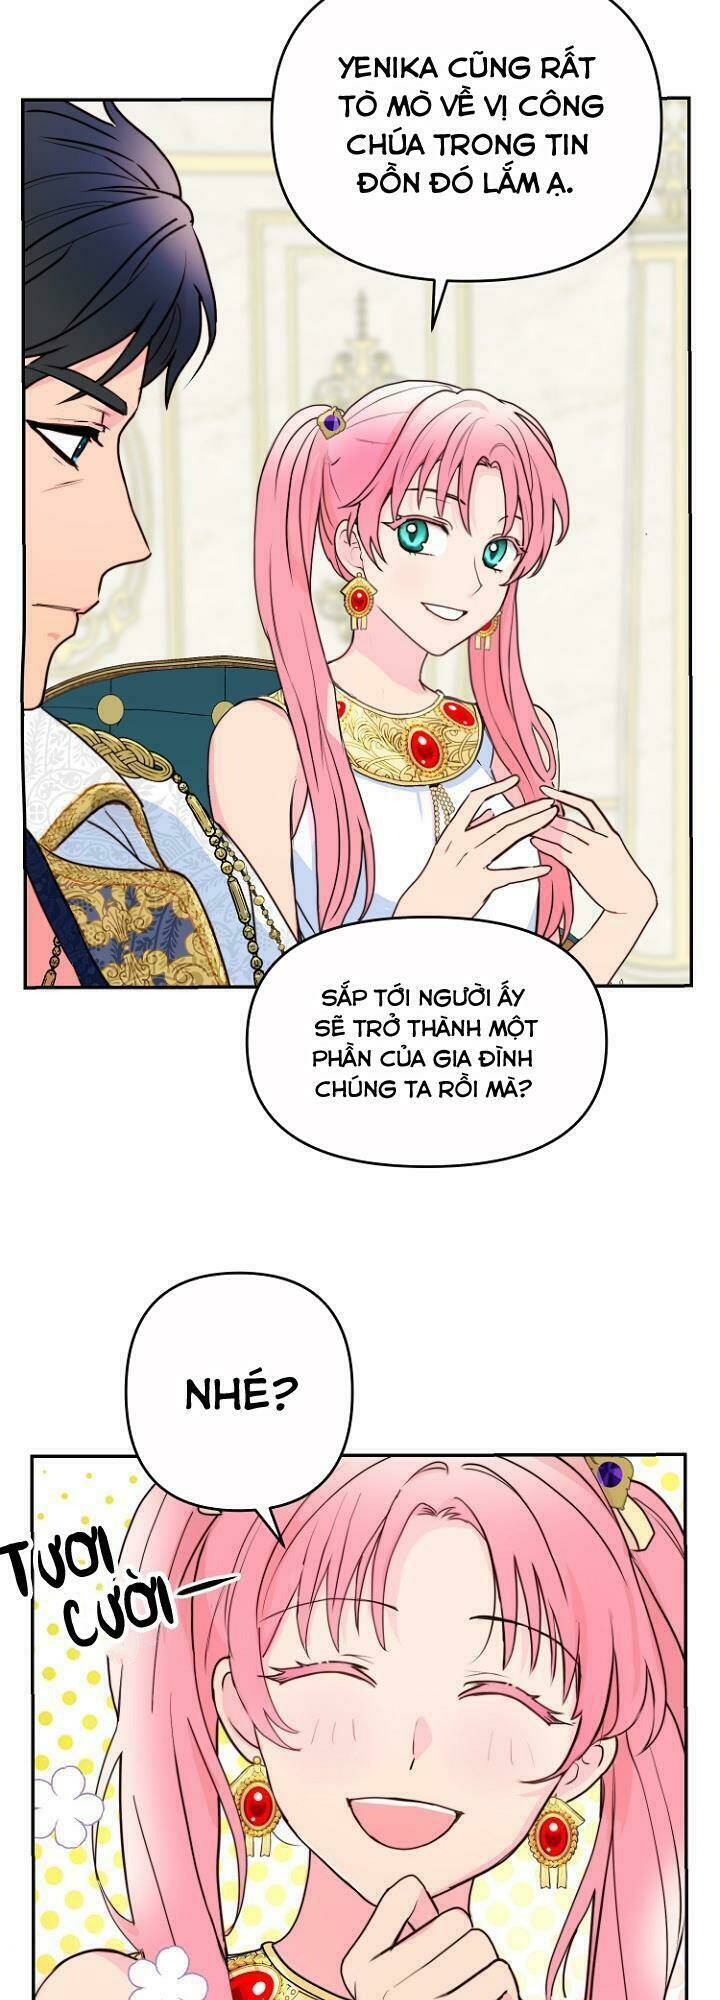 YENIKA CŨNG RẤT
TÒ MÒ VỀ VỊ CÔNG
CHÚA TRONG TIN
ĐỒN ĐÓ LẮM Ạ.
SẮP TỚI NGƯỜI ẤY
SẼ TRỞ THÀNH MỘT
PHẦN CỦA GIA ĐÌNH
CHÚNG TA RỒI MÀ?
NHÉ?
TƯƠI
CƯỜI